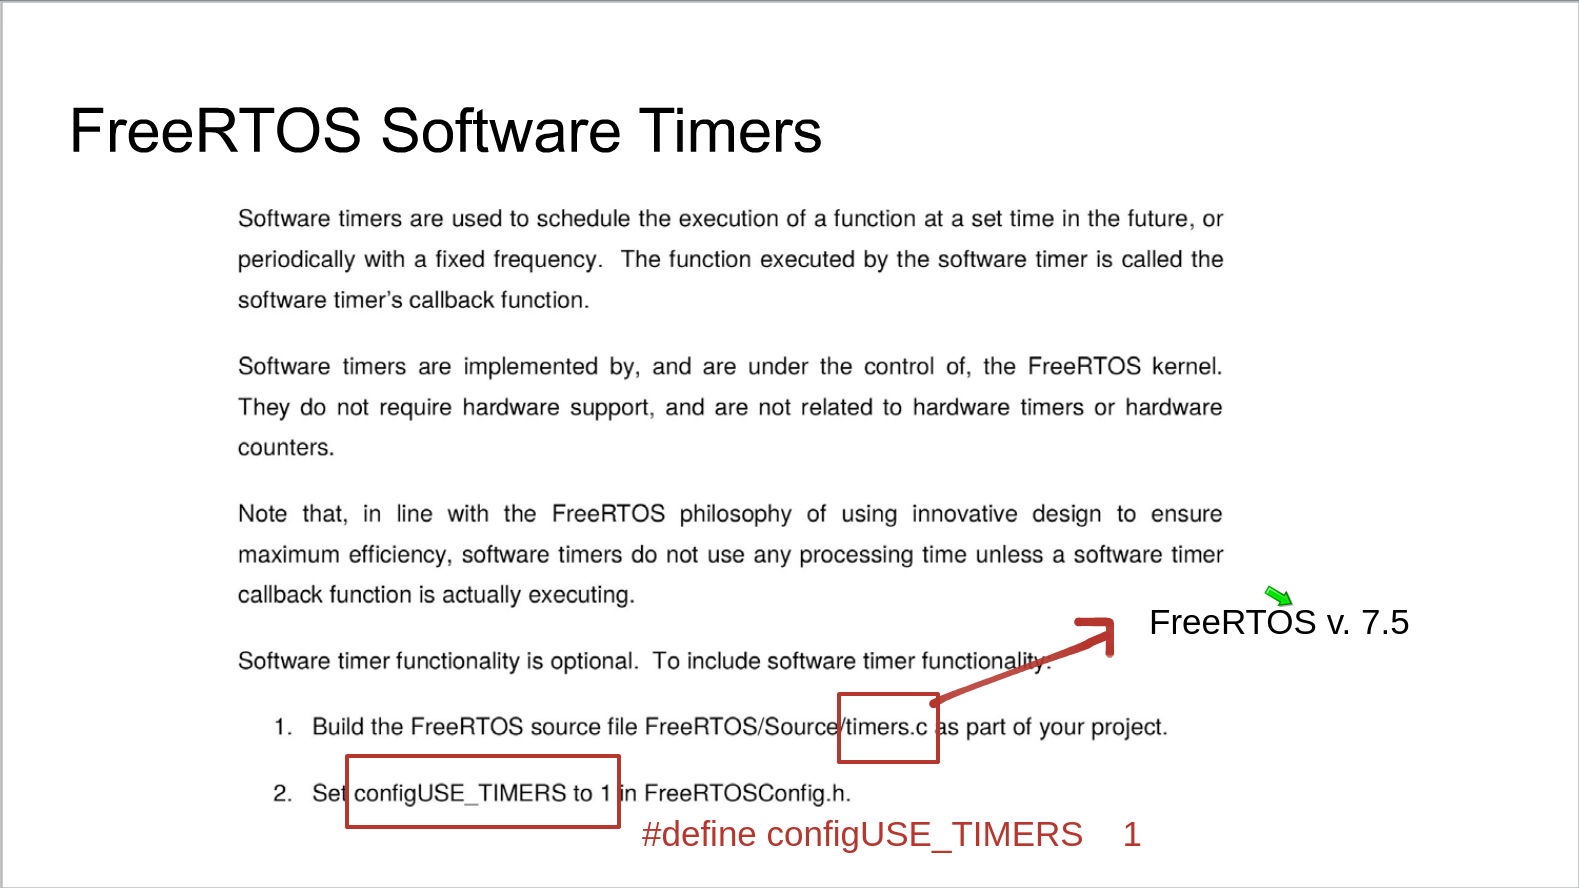 FreeRTOS Software Timers
Software timers are used to schedule the execution of a function at a set time in the future, or
periodically with a fixed frequency. The function executed by the software timer is called the
software timer's callback function.
Software timers are implemented by, and are under the control of, the FreeRTOS kernel.
They do not require hardware support, and are not related to hardware timers or hardware
counters.
Note that, in line with the FreeRTOS philosophy of using innovative design to ensure
maximum efficiency, software timers do not use any processing time unless a software timer
callback function is actually executing.
FreeRTOS v. 7.5
Software timer functionality is optional. To include software timer functionality:
1. Build the FreeRTOS source file FreeRTOS/Source/timers.c as part of your project.
2. Set configUSE_TIMERS to 1 in FreeRTOSConfig.h.
#define configUSE_TIMERS 1